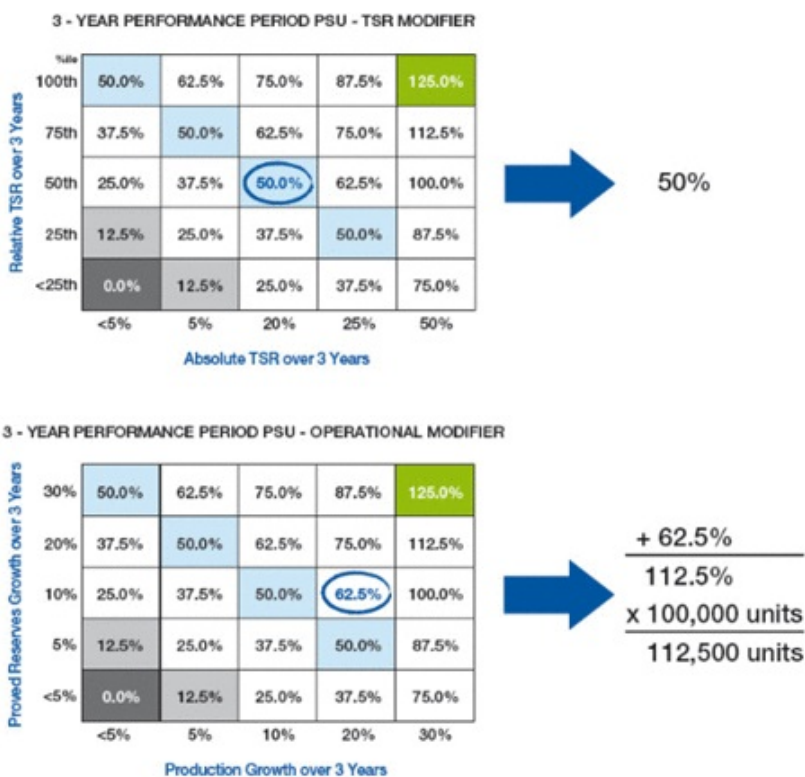 3 - YEAR PERFORMANCE PERIOD PSU - TSR MODIFIER
%ile
100th 50.0% 62.5% 75.0% 87.5% 125.0%
75th 37.5% 50.0% 62.5% 75.0% 112.5%
50th 25.0% 37.5% 50.0% 62.5% 100.0%
25th 12.5% 25.0% 37.5% 50.0% 87.5%
<25th 0.0% 12.5% 25.0% 37.5% 75.0%
<5% 5% 20% 25% 50%
Relative TSR over 3 Years
Absolute TSR over 3 Years
50%
3 - YEAR PERFORMANCE PERIOD PSU - OPERATIONAL MODIFIER
30% 50.0% 62.5% 75.0% 87.5% 125.0%
20% 37.5% 50.0% 62.5% 75.0% 112.5%
10% 25.0% 37.5% 50.0% 62.5% 100.0%
5% 12.5% 25.0% 37.5% 50.0% 87.5%
<5% 0.0% 12.5% 25.0% 37.5% 75.0%
<5% 5% 10% 20% 30%
Proved Reserves Growth over 3 Years
Production Growth over 3 Years
+ 62.5%
112.5%
x 100,000 units
112,500 units